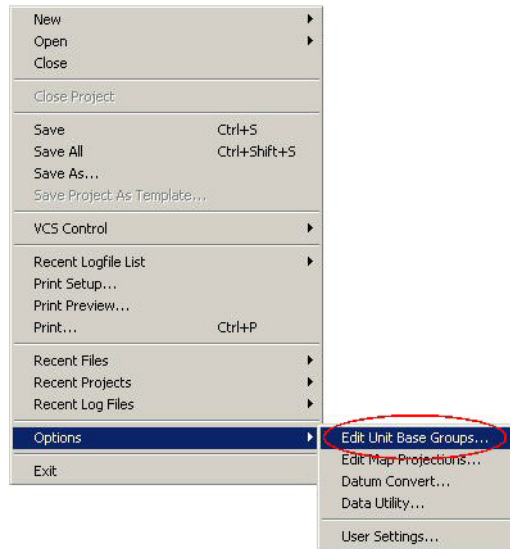 New
Open
Close
Close Project
Save Ctrl+S
Save All Ctrl+Shift+S
Save As...
Save Project As Template...
VCS Control
Recent Logfile List
Print Setup...
Print Preview...
Print... Ctrl+P
Recent Files
Recent Projects
Recent Log Files
Options
Exit
Edit Unit Base Groups...
Edit Map Projections...
Datum Convert...
Data Utility...
User Settings...